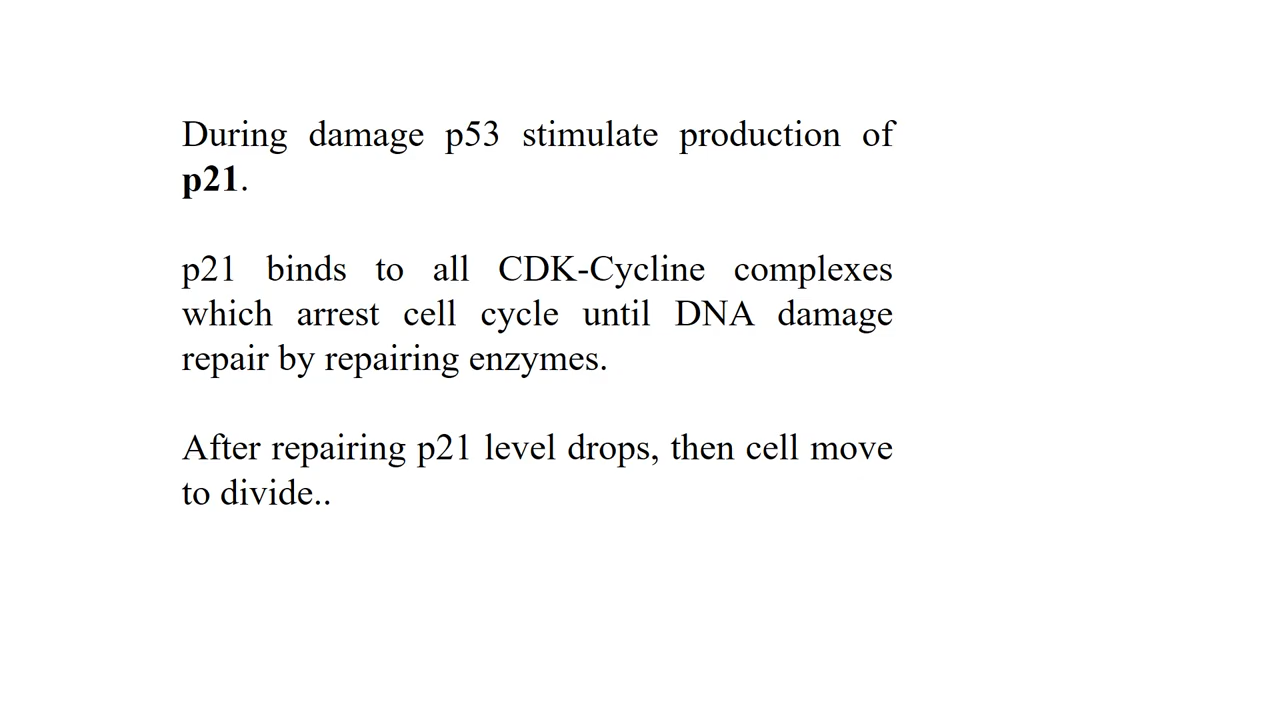 During damage p53 stimulate production of
p21.
p21 binds to all CDK-Cycline complexes
which arrest cell cycle until DNA damage
repair by repairing enzymes.
After repairing p21 level drops, then cell move
to divide..